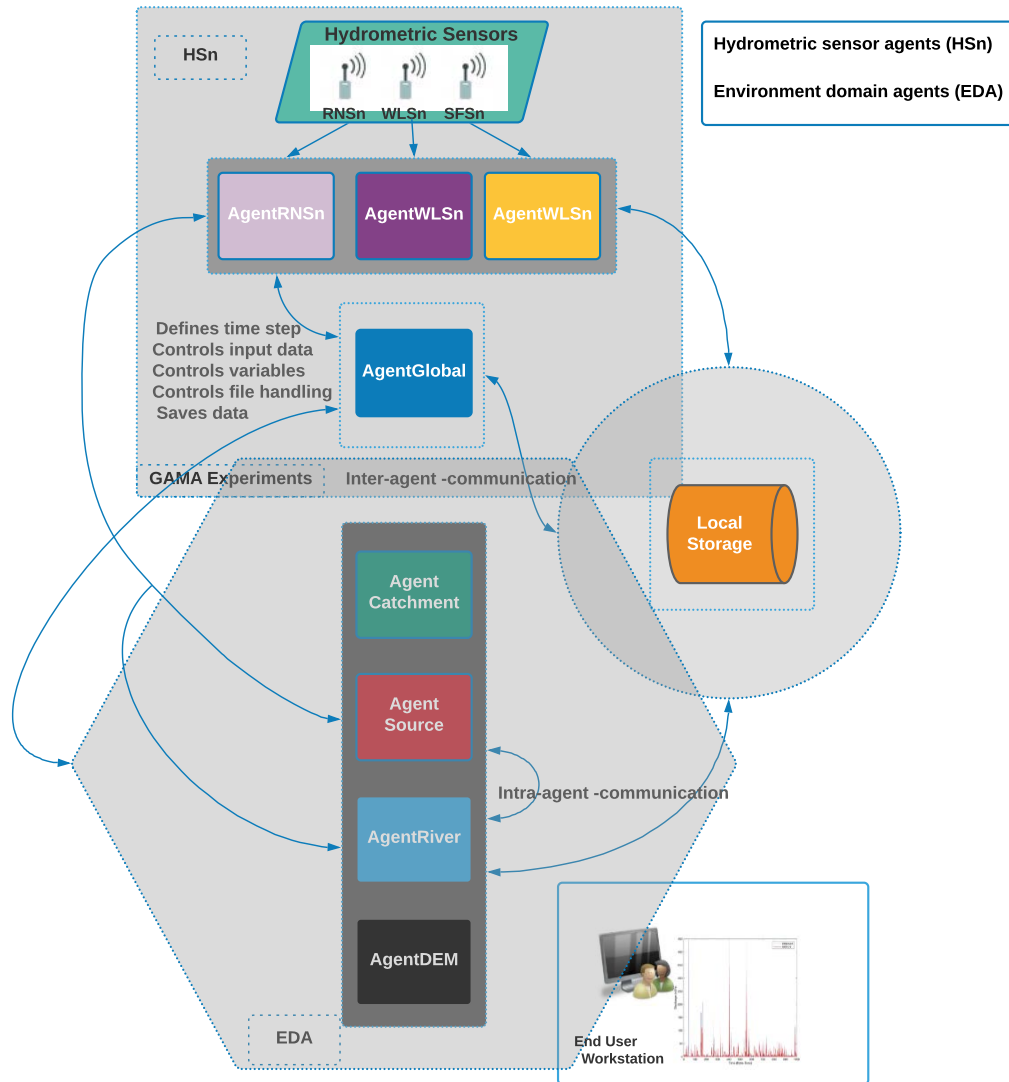 Hydrometric Sensors
HSn
RNSn WLSn SFSn
Hydrometric sensor agents (HSn)
Environment domain agents (EDA)
AgentRNSn
AgentWLSn
AgentWLSn
Defines time step
Controls input data
Controls variables
Controls file handling
Saves data
AgentGlobal
GAMA Experiments
Inter-agent -communication
Local
Storage
Agent
Catchment
Agent
Source
Intra-agent -communication
AgentRiver
AgentDEM
EDA
End User
Workstation